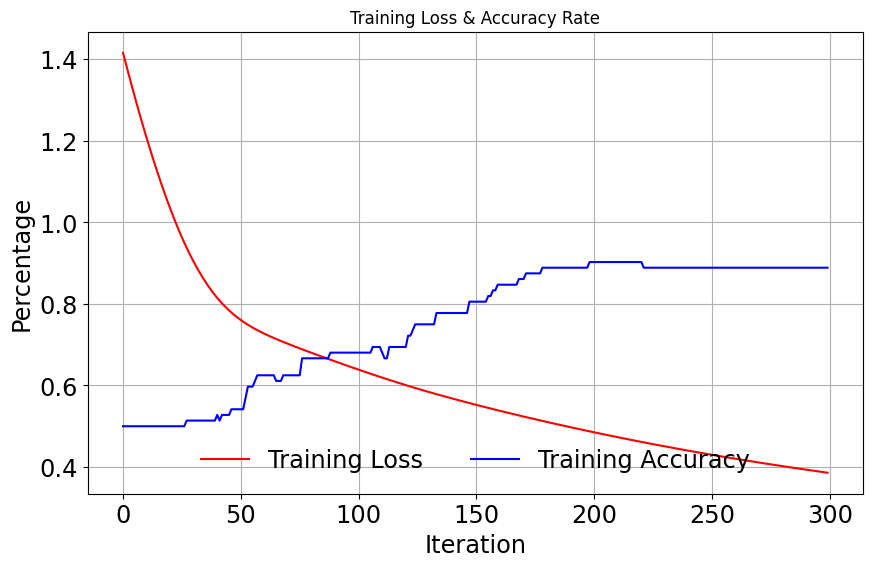 Training Loss & Accuracy Rate
Percentage
1.4
1.2
1.0
0.8
0.6
0.4
Training Loss
Training Accuracy
0 50 100 150 200 250 300
Iteration